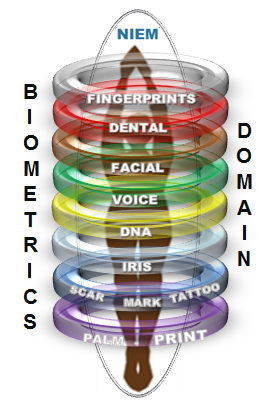 NIEM
BIOMETRICS
FINGERPRINTS
DENTAL
FACIAL
VOICE
DNA
IRIS
SCAR MARK TATTOO
PALM PRINT
DOMAIN